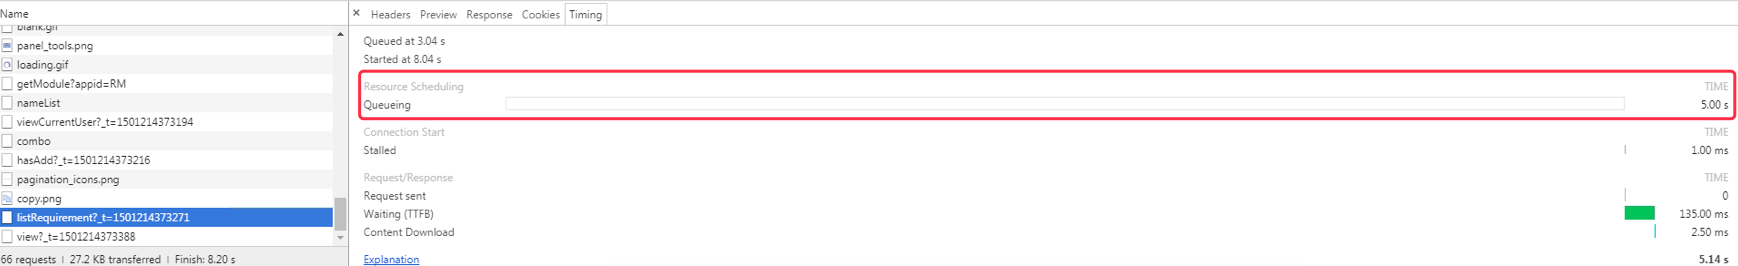 Name
blank.gif
panel_tools.png
loading.gif
getModule?appid=RM
nameList
viewCurrentUser?_t=1501214373194
combo
hasAdd?_t=1501214373216
pagination_icons.png
copy.png
listRequirement?_t=1501214373271
view?_t=1501214373388
66 requests | 27.2 KB transferred | Finish: 8.20 s
× Headers Preview Response Cookies Timing
Queued at 3.04 s
Started at 8.04 s
Resource Scheduling TIME
Queueing 5.00 s
Connection Start TIME
Stalled 1.00 ms
Request/Response TIME
Request sent 0
Waiting (TTFB) 135.00 ms
Content Download 2.50 ms
Explanation 5.14 s